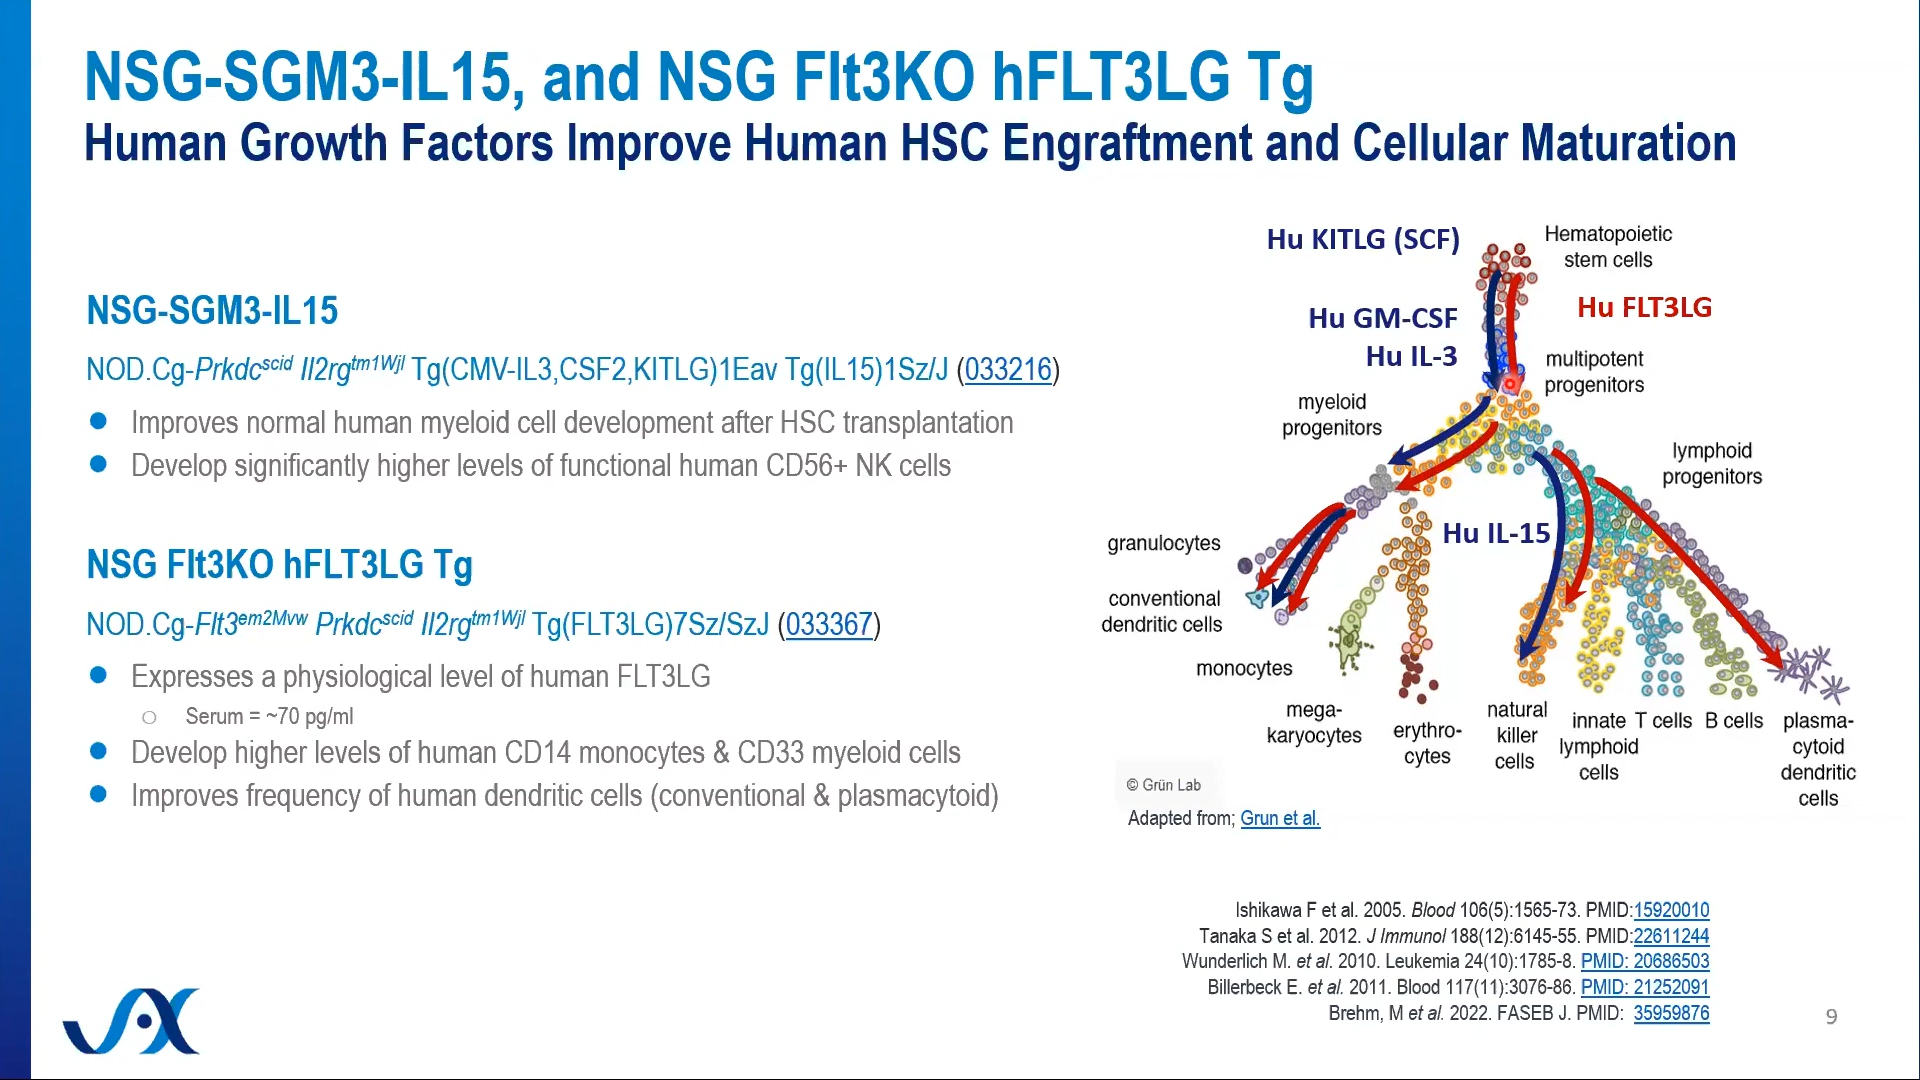 NSG-SGM3-IL15, and NSG Flt3KO hFLT3LG Tg
Human Growth Factors Improve Human HSC Engraftment and Cellular Maturation
NSG-SGM3-IL15
NOD.Cg-Prkdcscid Il2rgtm1Wjl Tg(CMV-IL3,CSF2,KITLG)1Eav Tg(IL15)1Sz/J (033216)
● Improves normal human myeloid cell development after HSC transplantation
● Develop significantly higher levels of functional human CD56+ NK cells
NSG Flt3KO hFLT3LG Tg
NOD.Cg-Flt3em2Mvw Prkdcscid Il2rgtm1Wjl Tg(FLT3LG)7Sz/SzJ (033367)
● Expresses a physiological level of human FLT3LG
○ Serum = ~70 pg/ml
● Develop higher levels of human CD14 monocytes & CD33 myeloid cells
● Improves frequency of human dendritic cells (conventional & plasmacytoid)
Hu KITLG (SCF)
Hematopoietic
stem cells
Hu FLT3LG
Hu GM-CSF
Hu IL-3
multipotent
progenitors
myeloid
progenitors
lymphoid
progenitors
Hu IL-15
granulocytes
conventional
dendritic cells
monocytes
mega-
karyocytes
erythro-
cytes
natural
killer
cells
innate
lymphoid
cells
T cells
B cells
plasma-
cytoid
dendritic
cells
© Grün Lab
Adapted from; Grun et al.
Ishikawa F et al. 2005. Blood 106(5):1565-73. PMID:15920010
Tanaka S et al. 2012. J Immunol 188(12):6145-55. PMID:22611244
Wunderlich M. et al. 2010. Leukemia 24(10):1785-8. PMID: 20686503
Billerbeck E. et al. 2011. Blood 117(11):3076-86. PMID: 21252091
Brehm, M et al. 2022. FASEB J. PMID: 35959876
JAX
9